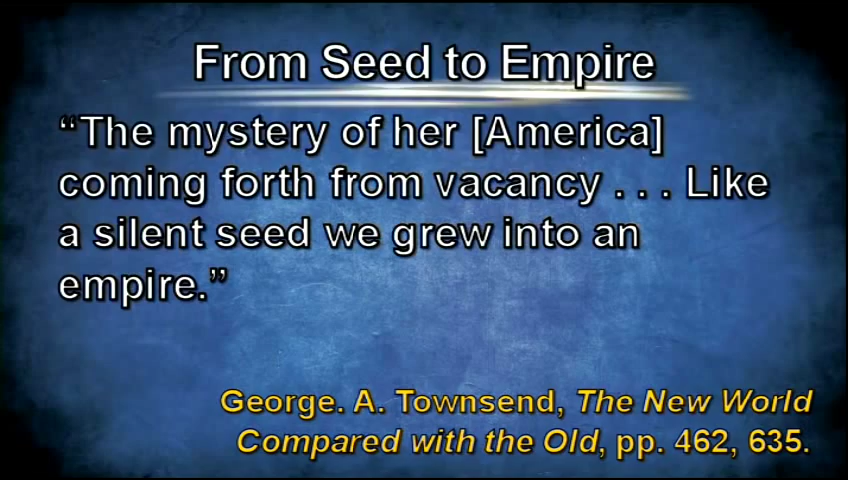 From Seed to Empire
“The mystery of her [America]
coming forth from vacancy . . . Like
a silent seed we grew into an
empire.”
George. A. Townsend, The New World
Compared with the Old, pp. 462, 635.